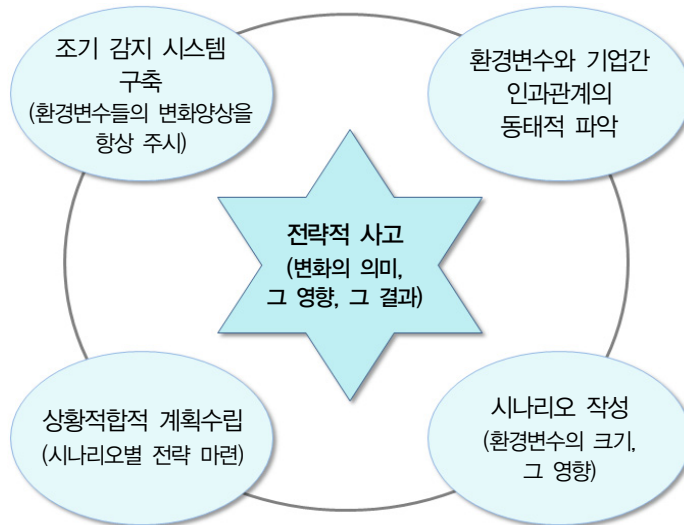 조기 감지 시스템
구축
(환경변수들의 변화양상을
항상 주시)
환경변수와 기업간
인과관계의
동태적 파악
전략적 사고
(변화의 의미,
그 영향, 그 결과)
상황적합적 계획수립
(시나리오별 전략 마련)
시나리오 작성
(환경변수의 크기,
그 영향)